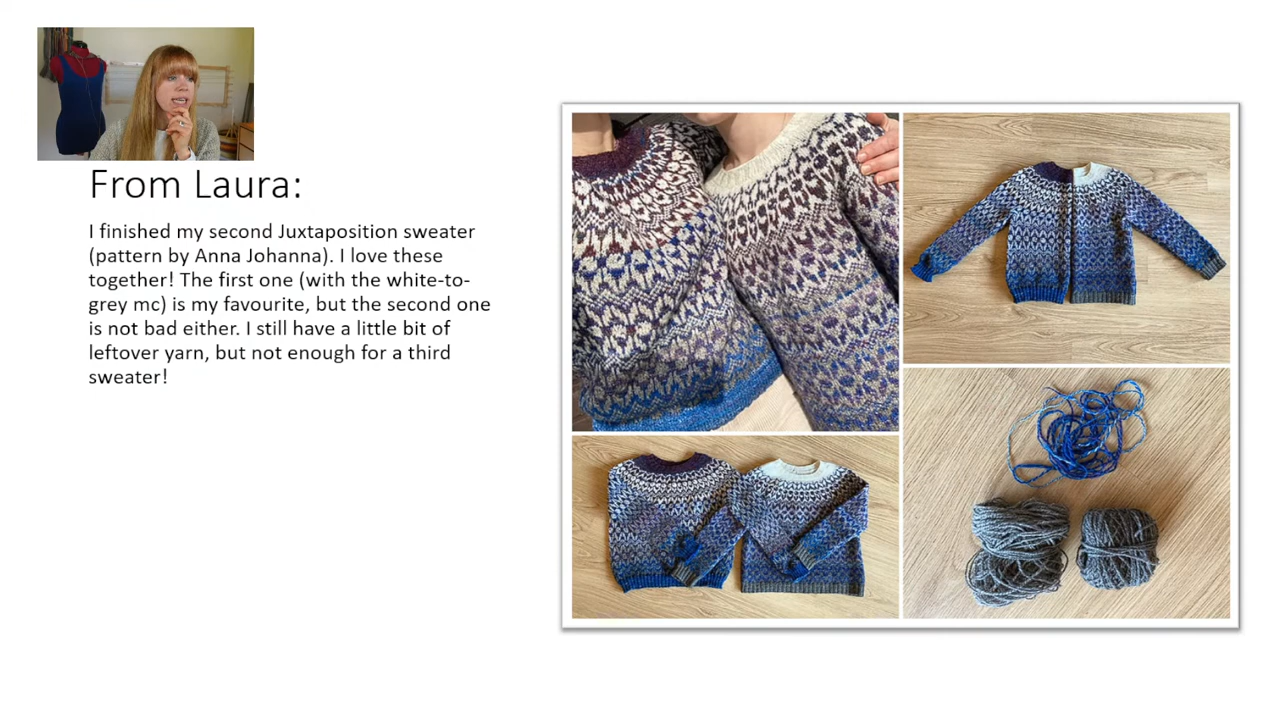 From Laura:
I finished my second Juxtaposition sweater
(pattern by Anna Johanna). I love these
together! The first one (with the white-to-
grey mc) is my favourite, but the second one
is not bad either. I still have a little bit of
leftover yarn, but not enough for a third
sweater!